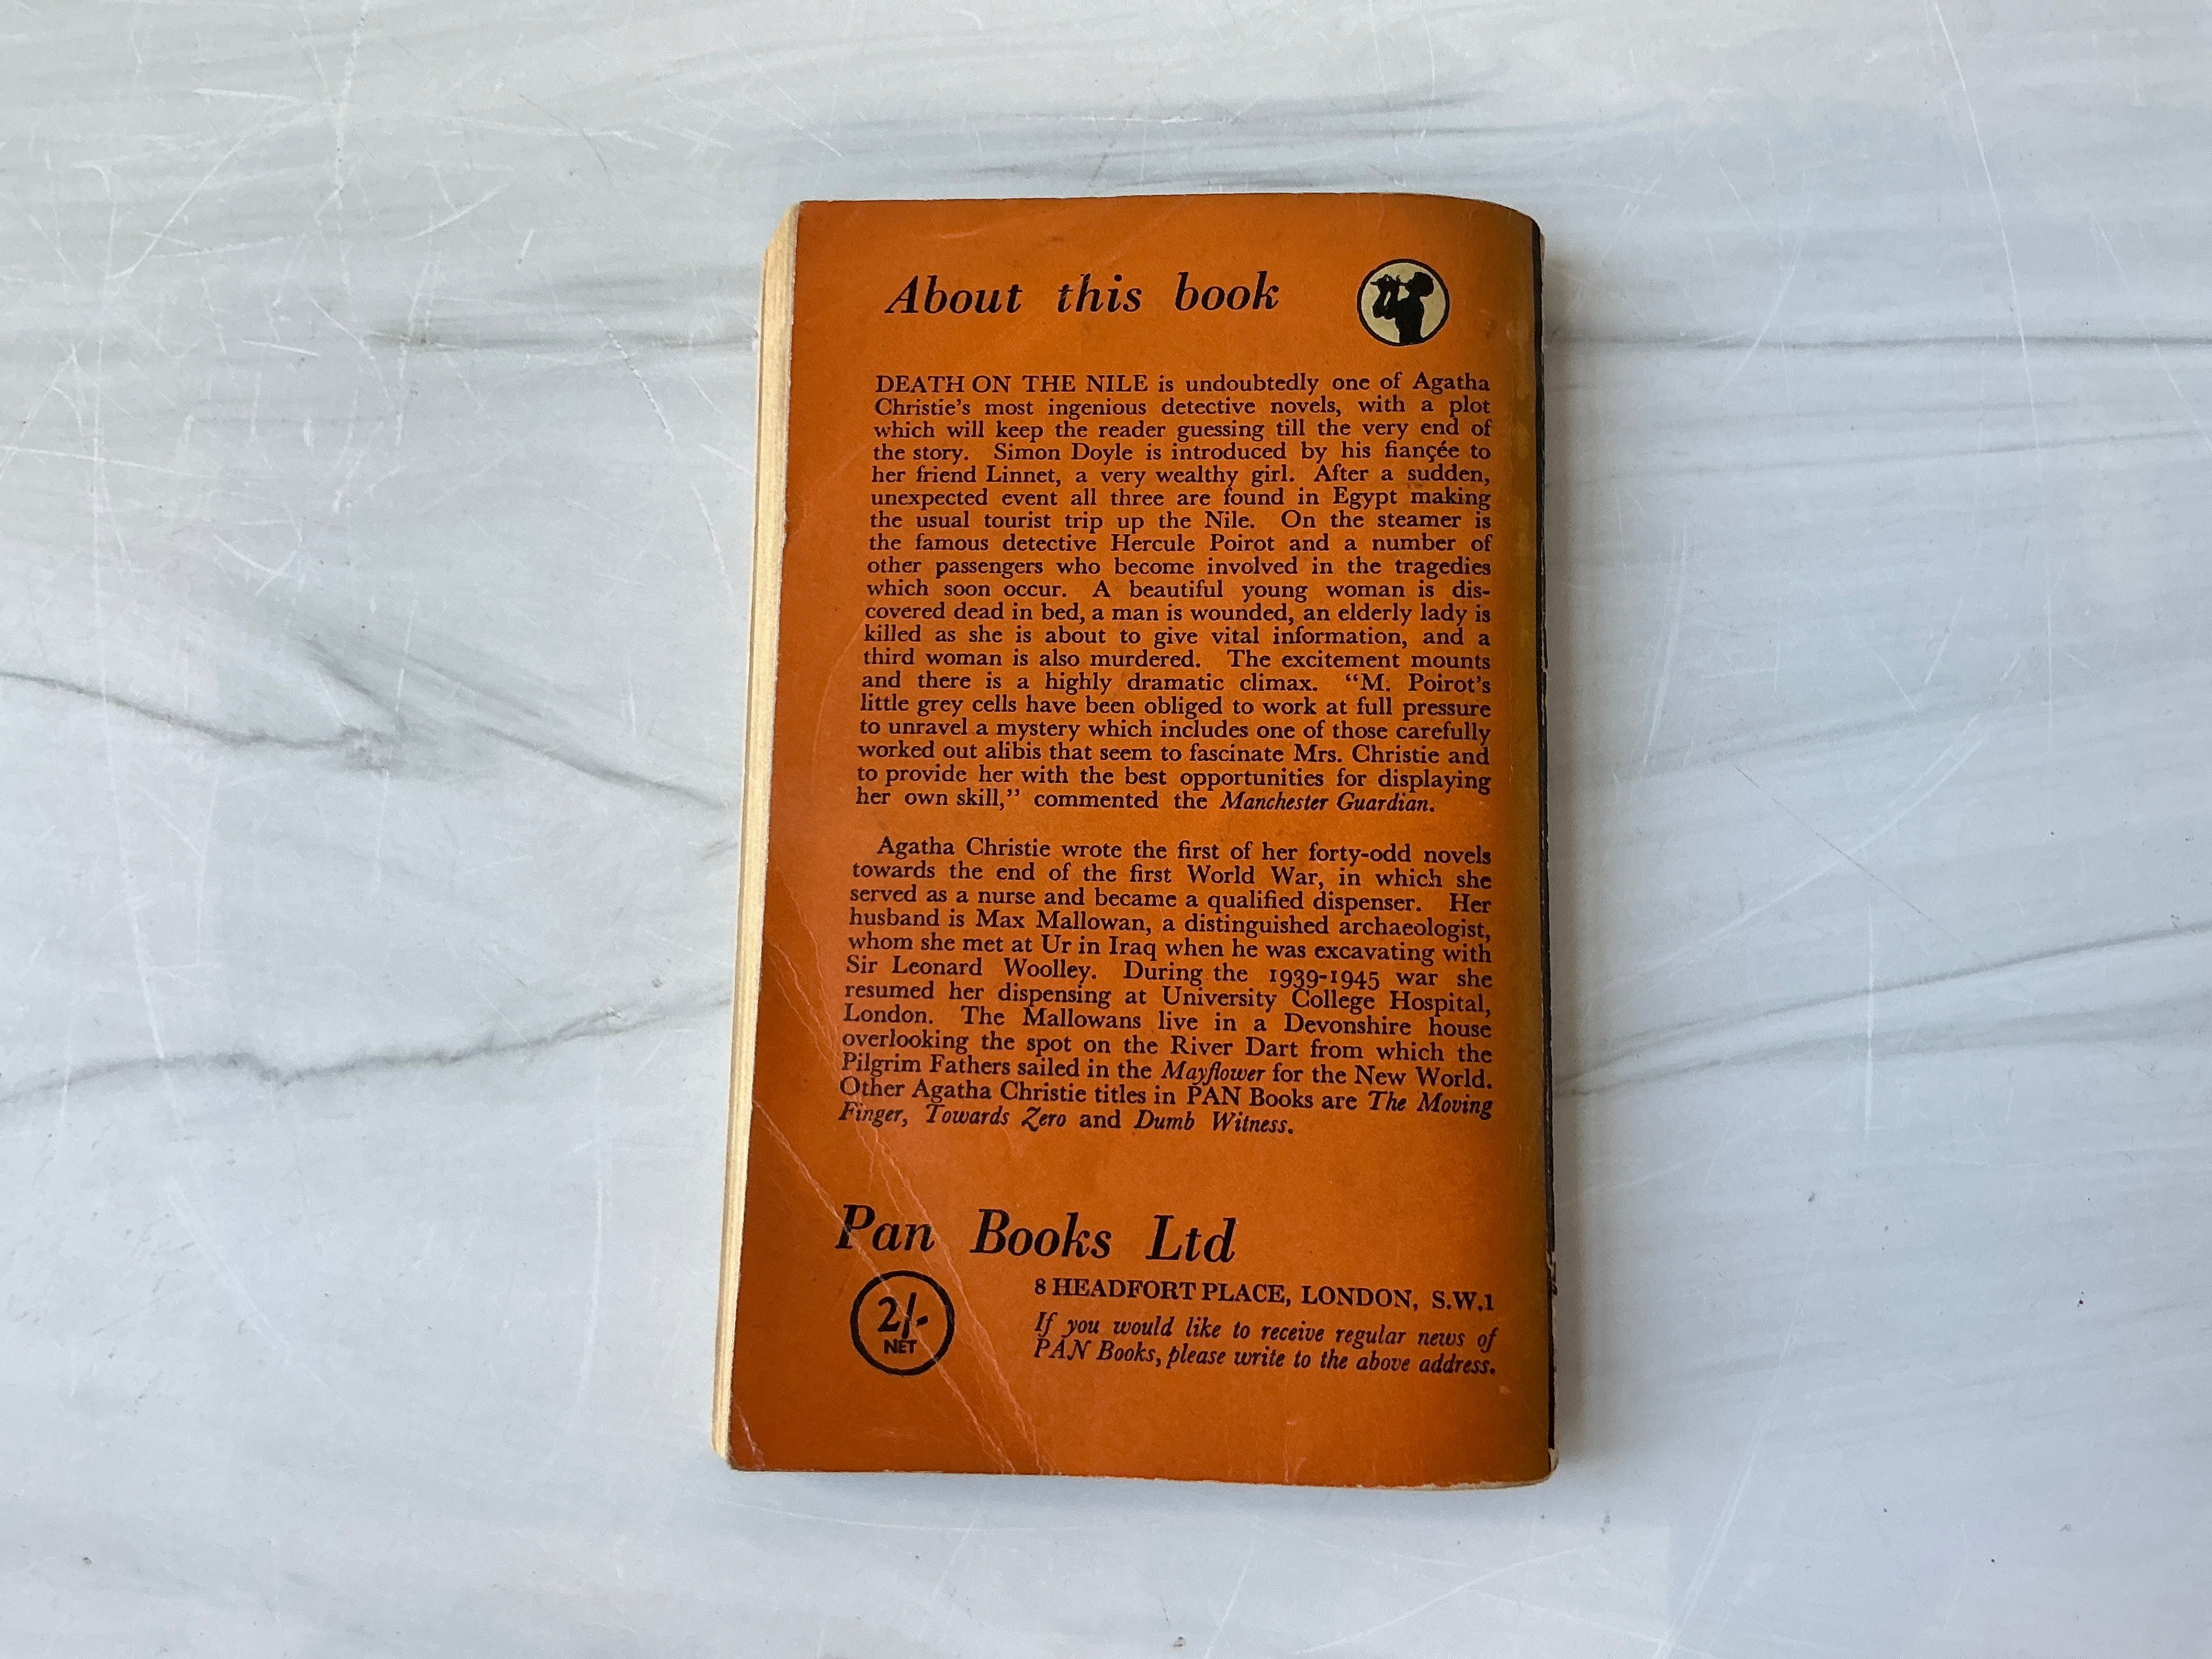 About this book
DEATH ON THE NILE is undoubtedly one of Agatha
Christie's most ingenious detective novels, with a plot
which will keep the reader guessing till the very end of
the story. Simon Doyle is introduced by his fiançée to
her friend Linnet, a very wealthy girl. After a sudden,
unexpected event all three are found in Egypt making
the usual tourist trip up the Nile. On the steamer is
the famous detective Hercule Poirot and a number of
other passengers who become involved in the tragedies
which soon occur. A beautiful young woman is dis-
covered dead in bed, a man is wounded, an elderly lady is
killed as she is about to give vital information, and a
third woman is also murdered. The excitement mounts
and there is a highly dramatic climax. “M. Poirot's
little grey cells have been obliged to work at full pressure
to unravel a mystery which includes one of those carefully
worked out alibis that seem to fascinate Mrs. Christie and
to provide her with the best opportunities for displaying
her own skill,” commented the Manchester Guardian.
Agatha Christie wrote the first of her forty-odd novels
towards the end of the first World War, in which she
served as a nurse and became a qualified dispenser. Her
husband is Max Mallowan, a distinguished archaeologist,
whom she met at Ur in Iraq when he was excavating with
Sir Leonard Woolley. During the 1939-1945 war she
resumed her dispensing at University College Hospital,
London. The Mallowans live in a Devonshire house
overlooking the spot on the River Dart from which the
Pilgrim Fathers sailed in the Mayflower for the New World.
Other Agatha Christie titles in PAN Books are The Moving
Finger, Towards Zero and Dumb Witness.
Pan Books Ltd
8 HEADFORT PLACE, LONDON, S.W.1
If you would like to receive regular news of
PAN Books, please write to the above address.
2/-
NET